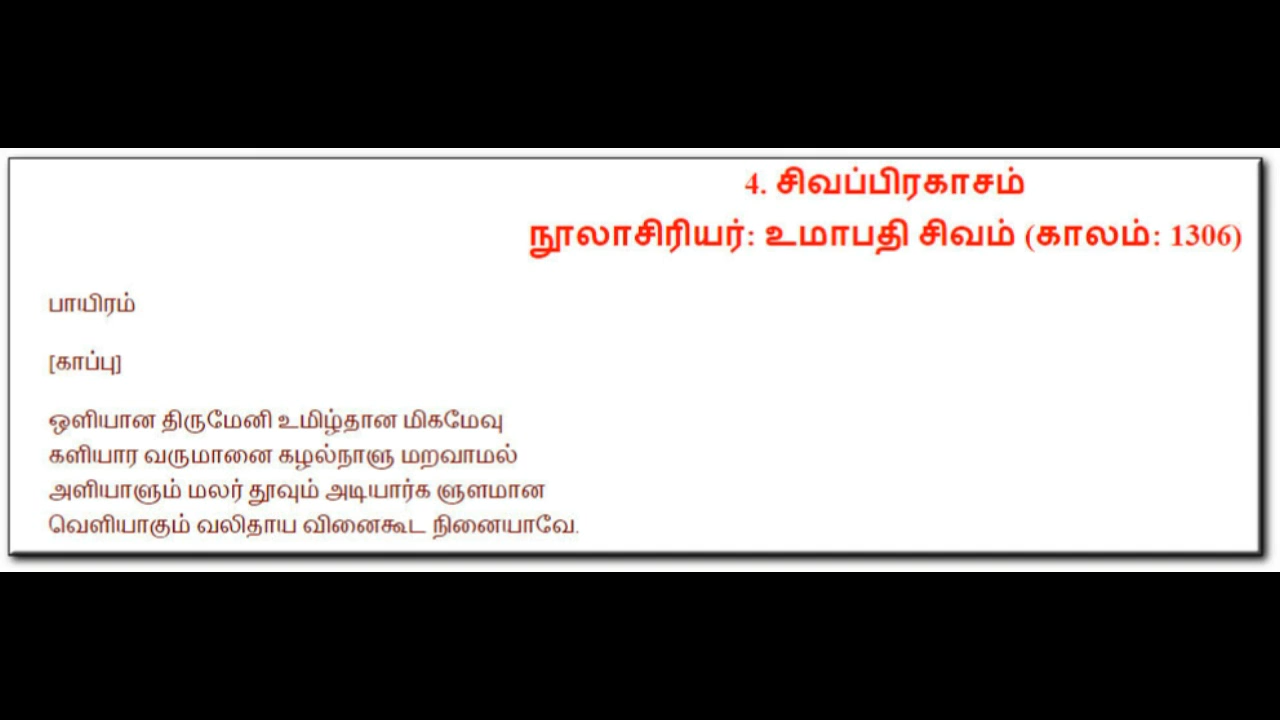 4. சிவப்பிரகாசம்
நூலாசிரியர்: உமாபதி சிவம் (காலம்: 1306)
பாயிரம்
[காப்பு]
ஒளியான திருமேனி உமிழ்தான மிகமேவு
களியார வருமானை கழல்நாளு மறவாமல்
அளியாளும் மலர் தூவும் அடியார்க ளுளமான
வெளியாகும் வலிதாய வினைகூட நினையாவே.